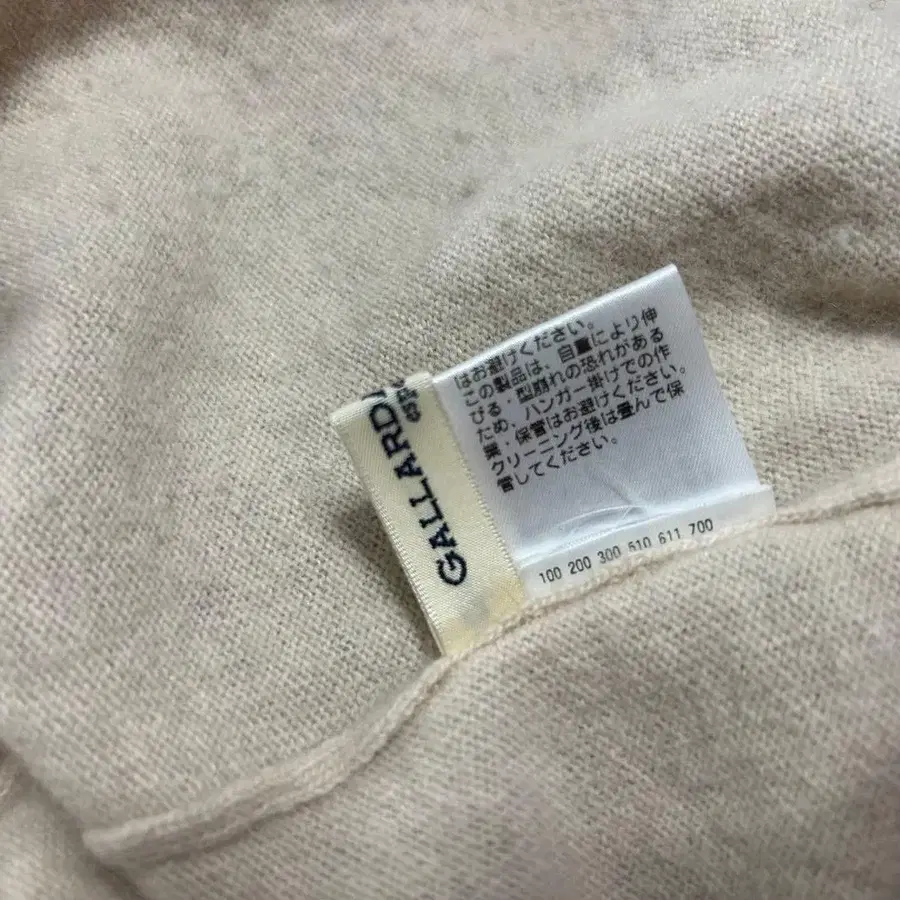 GALLARD
esp
はお避けください。
この製品は、自重により伸
びる・型崩れの恐れがある
ため、ハンガー掛けでの作
業・保管はお避けください。
クリーニング後は畳んで保
管してください。
100 200 300 510 611 700